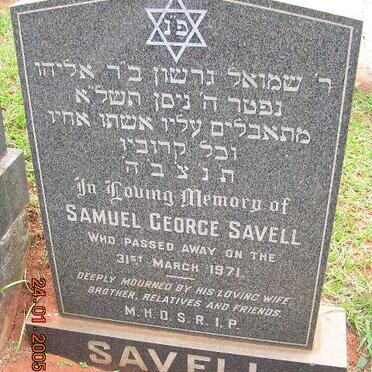 פ״נ
ר׳ שמואל גרשון ב״ר אליהו
נפטר ה׳ ניסן תשל״א
מתאבלים עליו אשתו אחיו
וכל קרוביו
ת נ צ ב ה
In Loving Memory of
SAMUEL GEORGE SAVELL
WHO PASSED AWAY ON THE
31ST MARCH 1971.
DEEPLY MOURNED BY HIS LOVING WIFE,
BROTHER, RELATIVES AND FRIENDS
M.H.D.S.R.I.P.
SAVELL
24.01.2005